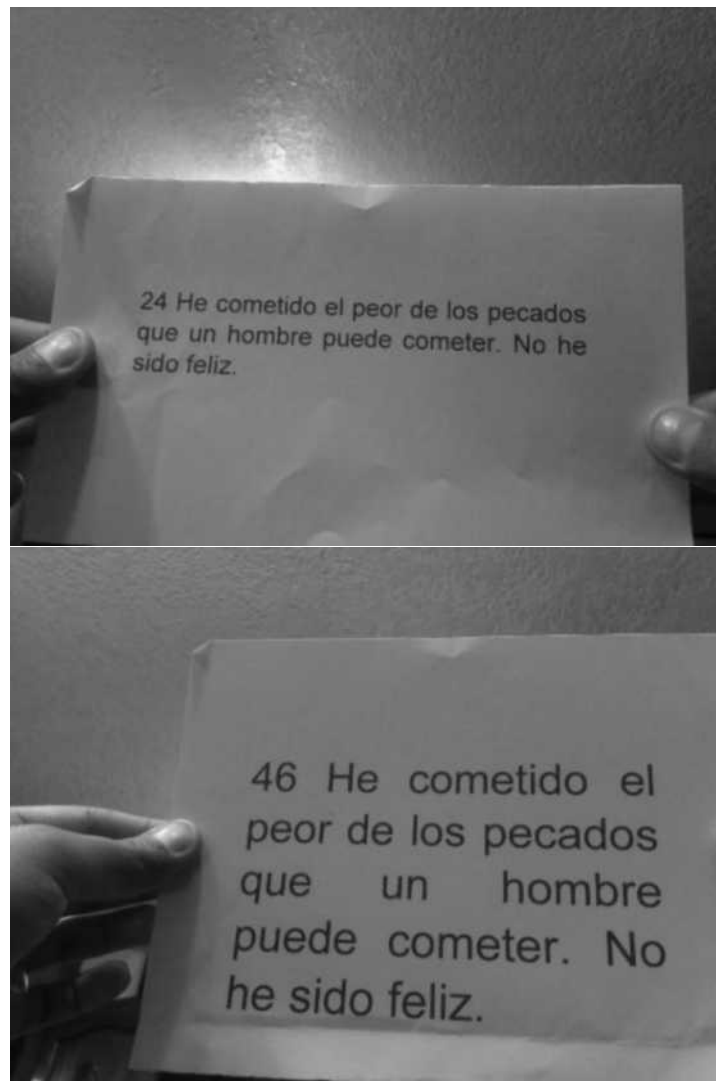 24 He cometido el peor de los pecados
que un hombre puede cometer. No he
sido feliz.
46 He cometido el
peor de los pecados
que un hombre
puede cometer. No
he sido feliz.